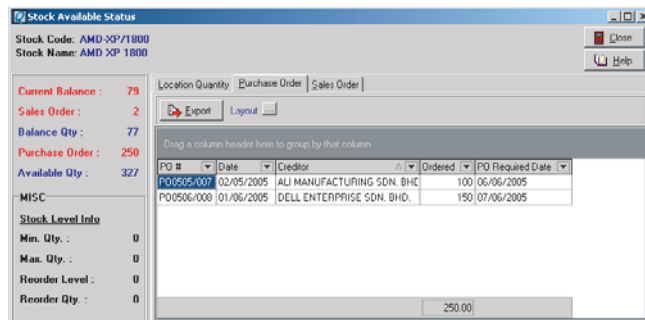 Stock Available Status
Stock Code: AMD-XP/1800
Stock Name: AMD XP 1800
Close
Help
Current Balance : 79
Sales Order : 2
Balance Qty : 77
Purchase Order : 250
Available Qty : 327
MISC
Stock Level Info
Min. Qty. : 0
Max. Qty. : 0
Reorder Level : 0
Reorder Qty. : 0
Location Quantity Purchase Order Sales Order
Export Layout ...
Drag a column header here to group by that column
PO # Date Creditor Ordered PO Required Date
PO0505/007 02/05/2005 ALI MANUFACTURING SDN. BHD 100 06/06/2005
PO0506/008 01/06/2005 DELL ENTERPRISE SDN. BHD. 150 07/06/2005
250.00